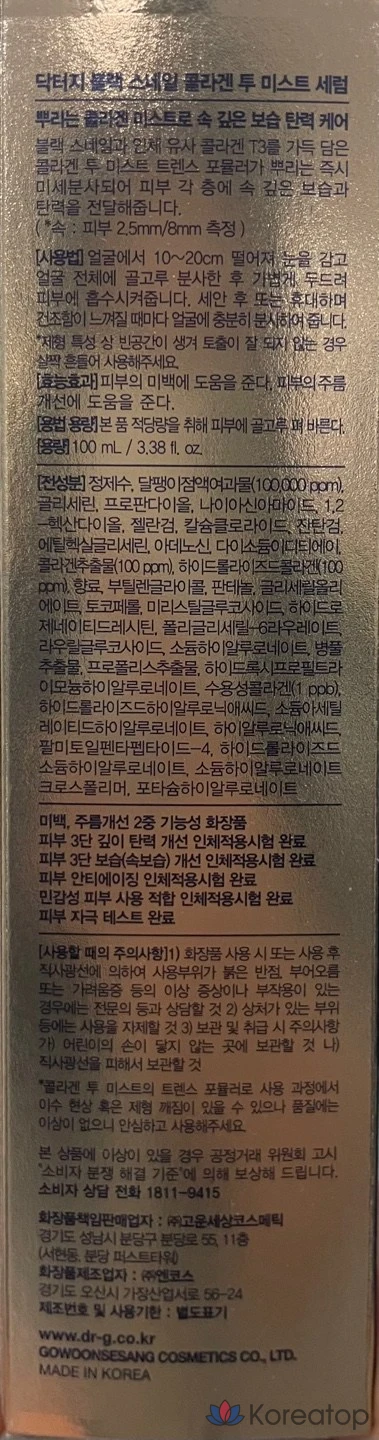 닥터지 블랙 스네일 콜라겐 투 미스트 세럼
뿌리는 콜라겐 미스트로 속 깊은 보습 탄력 케어
블랙 스네일과 인체 유사 콜라겐 T3를 가득 담은
콜라겐 투 미스트 트렌스 포뮬러가 뿌리는 즉시
미세분사되어 피부 각 층에 속 깊은 보습과
탄력을 전달해줍니다.
( *속 : 피부 2.5mm/8mm 측정 )
[사용법] 얼굴에서 10~20cm 떨어져 눈을 감고
얼굴 전체에 골고루 분사한 후 가볍게 두드려
피부에 흡수시켜줍니다. 세안 후 또는 휴대하며
건조함이 느껴질 때마다 얼굴에 충분히 분사하여 줍니다.
*제형 특성 상 빈공간이 생겨 토출이 잘 되지 않는 경우
살짝 흔들어 사용해주세요.
[효능효과] 피부의 미백에 도움을 준다, 피부의 주름
개선에 도움을 준다.
[용법 용량] 본 품 적당량을 취해 피부에 골고루 펴 바른다.
[용량] 100 mL / 3.38 fl. oz.
[전성분] 정제수, 달팽이점액여과물(100,000 ppm),
글리세린, 프로판다이올, 나이아신아마이드, 1,2
-헥산다이올, 젤란검, 칼슘클로라이드, 잔탄검,
에틸헥실글리세린, 아데노신, 다이소듐이디티에이,
콜라겐추출물(100 ppm), 하이드롤라이즈드콜라겐(100
ppm), 향료, 부틸렌글라이콜, 판테놀, 글리세릴올리
에이트, 토코페롤, 미리스틸글루코사이드, 하이드로
제네이티드레시틴, 폴리글리세릴-6라우레이트,
라우릴글루코사이드, 소듐하이알루로네이트, 병풀
추출물, 프로폴리스추출물, 하이드록시프로필트라
이모늄하이알루로네이트, 수용성콜라겐(1 ppb),
하이드롤라이즈드하이알루로닉애씨드, 소듐아세틸
레이티드하이알루로네이트, 하이알루로닉애씨드,
팔미토일펜타펩타이드-4, 하이드롤라이즈드
소듐하이알루로네이트, 소듐하이알루로네이트
크로스폴리머, 포타슘하이알루로네이트
미백, 주름개선 2중 기능성 화장품
피부 3단 깊이 탄력 개선 인체적용시험 완료
피부 3단 보습(속보습) 개선 인체적용시험 완료
피부 안티에이징 인체적용시험 완료
민감성 피부 사용 적합 인체적용시험 완료
피부 자극 테스트 완료
[사용할 때의 주의사항] 1) 화장품 사용 시 또는 사용 후
직사광선에 의하여 사용부위가 붉은 반점, 부어오름
또는 가려움증 등의 이상 증상이나 부작용이 있는
경우에는 전문의 등과 상담할 것 2) 상처가 있는 부위
등에는 사용을 자제할 것 3) 보관 및 취급 시 주의사항
가) 어린이의 손이 닿지 않는 곳에 보관할 것 나)
직사광선을 피해서 보관할 것
*콜라겐 투 미스트의 트렌스 포뮬러로 사용 과정에서
이수 현상 혹은 제형 깨짐이 있을 수 있으나 품질에는
이상이 없으니 안심하고 사용해주세요.
본 상품에 이상이 있을 경우 공정거래 위원회 고시
"소비자 분쟁 해결 기준"에 의해 보상해 드립니다.
소비자 상담 전화 1811-9415
화장품책임판매업자 : ㈜고운세상코스메틱
경기도 성남시 분당구 분당로 55, 11층
(서현동, 분당 퍼스트타워)
화장품제조업자 : ㈜엔코스
경기도 오산시 가장산업서로 56-24
제조번호 및 사용기한 : 별도표기
www.dr-g.co.kr
GOWOONSESANG COSMETICS CO., LTD.
MADE IN KOREA
Koreatop